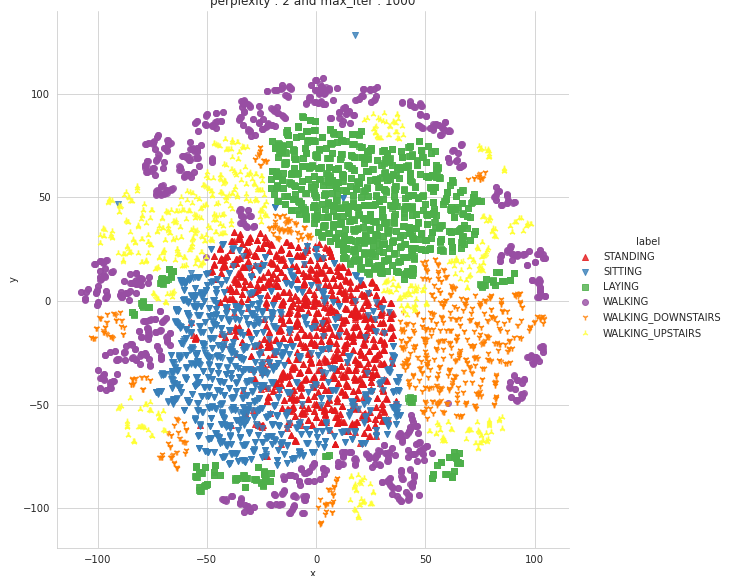 perplexity : 2 and max_iter : 1000
100
50
0
−50
−100
y
−100
−50
0
50
100
x
label
STANDING
SITTING
LAYING
WALKING
WALKING_DOWNSTAIRS
WALKING_UPSTAIRS